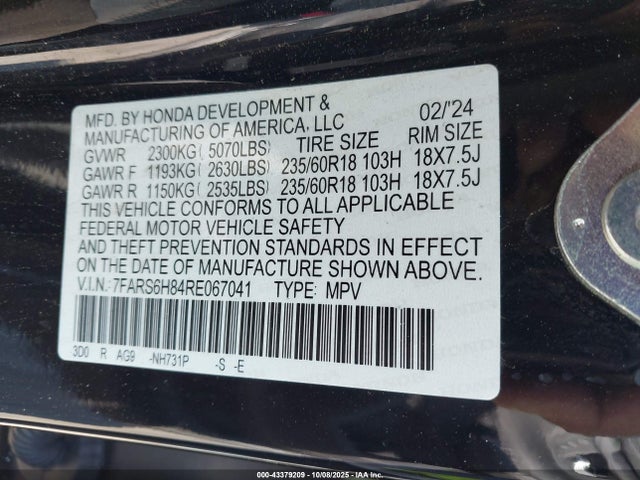 MFD. BY HONDA DEVELOPMENT & 02/'24
MANUFACTURING OF AMERICA, LLC
GVWR 2300KG( 5070LBS) TIRE SIZE RIM SIZE
GAWR F 1193KG( 2630LBS) 235/60R18 103H 18X7.5J
GAWR R 1150KG( 2535LBS) 235/60R18 103H 18X7.5J
THIS VEHICLE CONFORMS TO ALL APPLICABLE
FEDERAL MOTOR VEHICLE SAFETY
AND THEFT PREVENTION STANDARDS IN EFFECT
ON THE DATE OF MANUFACTURE SHOWN ABOVE.
V.I.N.: 7FARS6H84RE067041 TYPE: MPV
3D0 R AG9 -NH731P -S -E
000-43379209 - 10/08/2025 - IAA Inc.